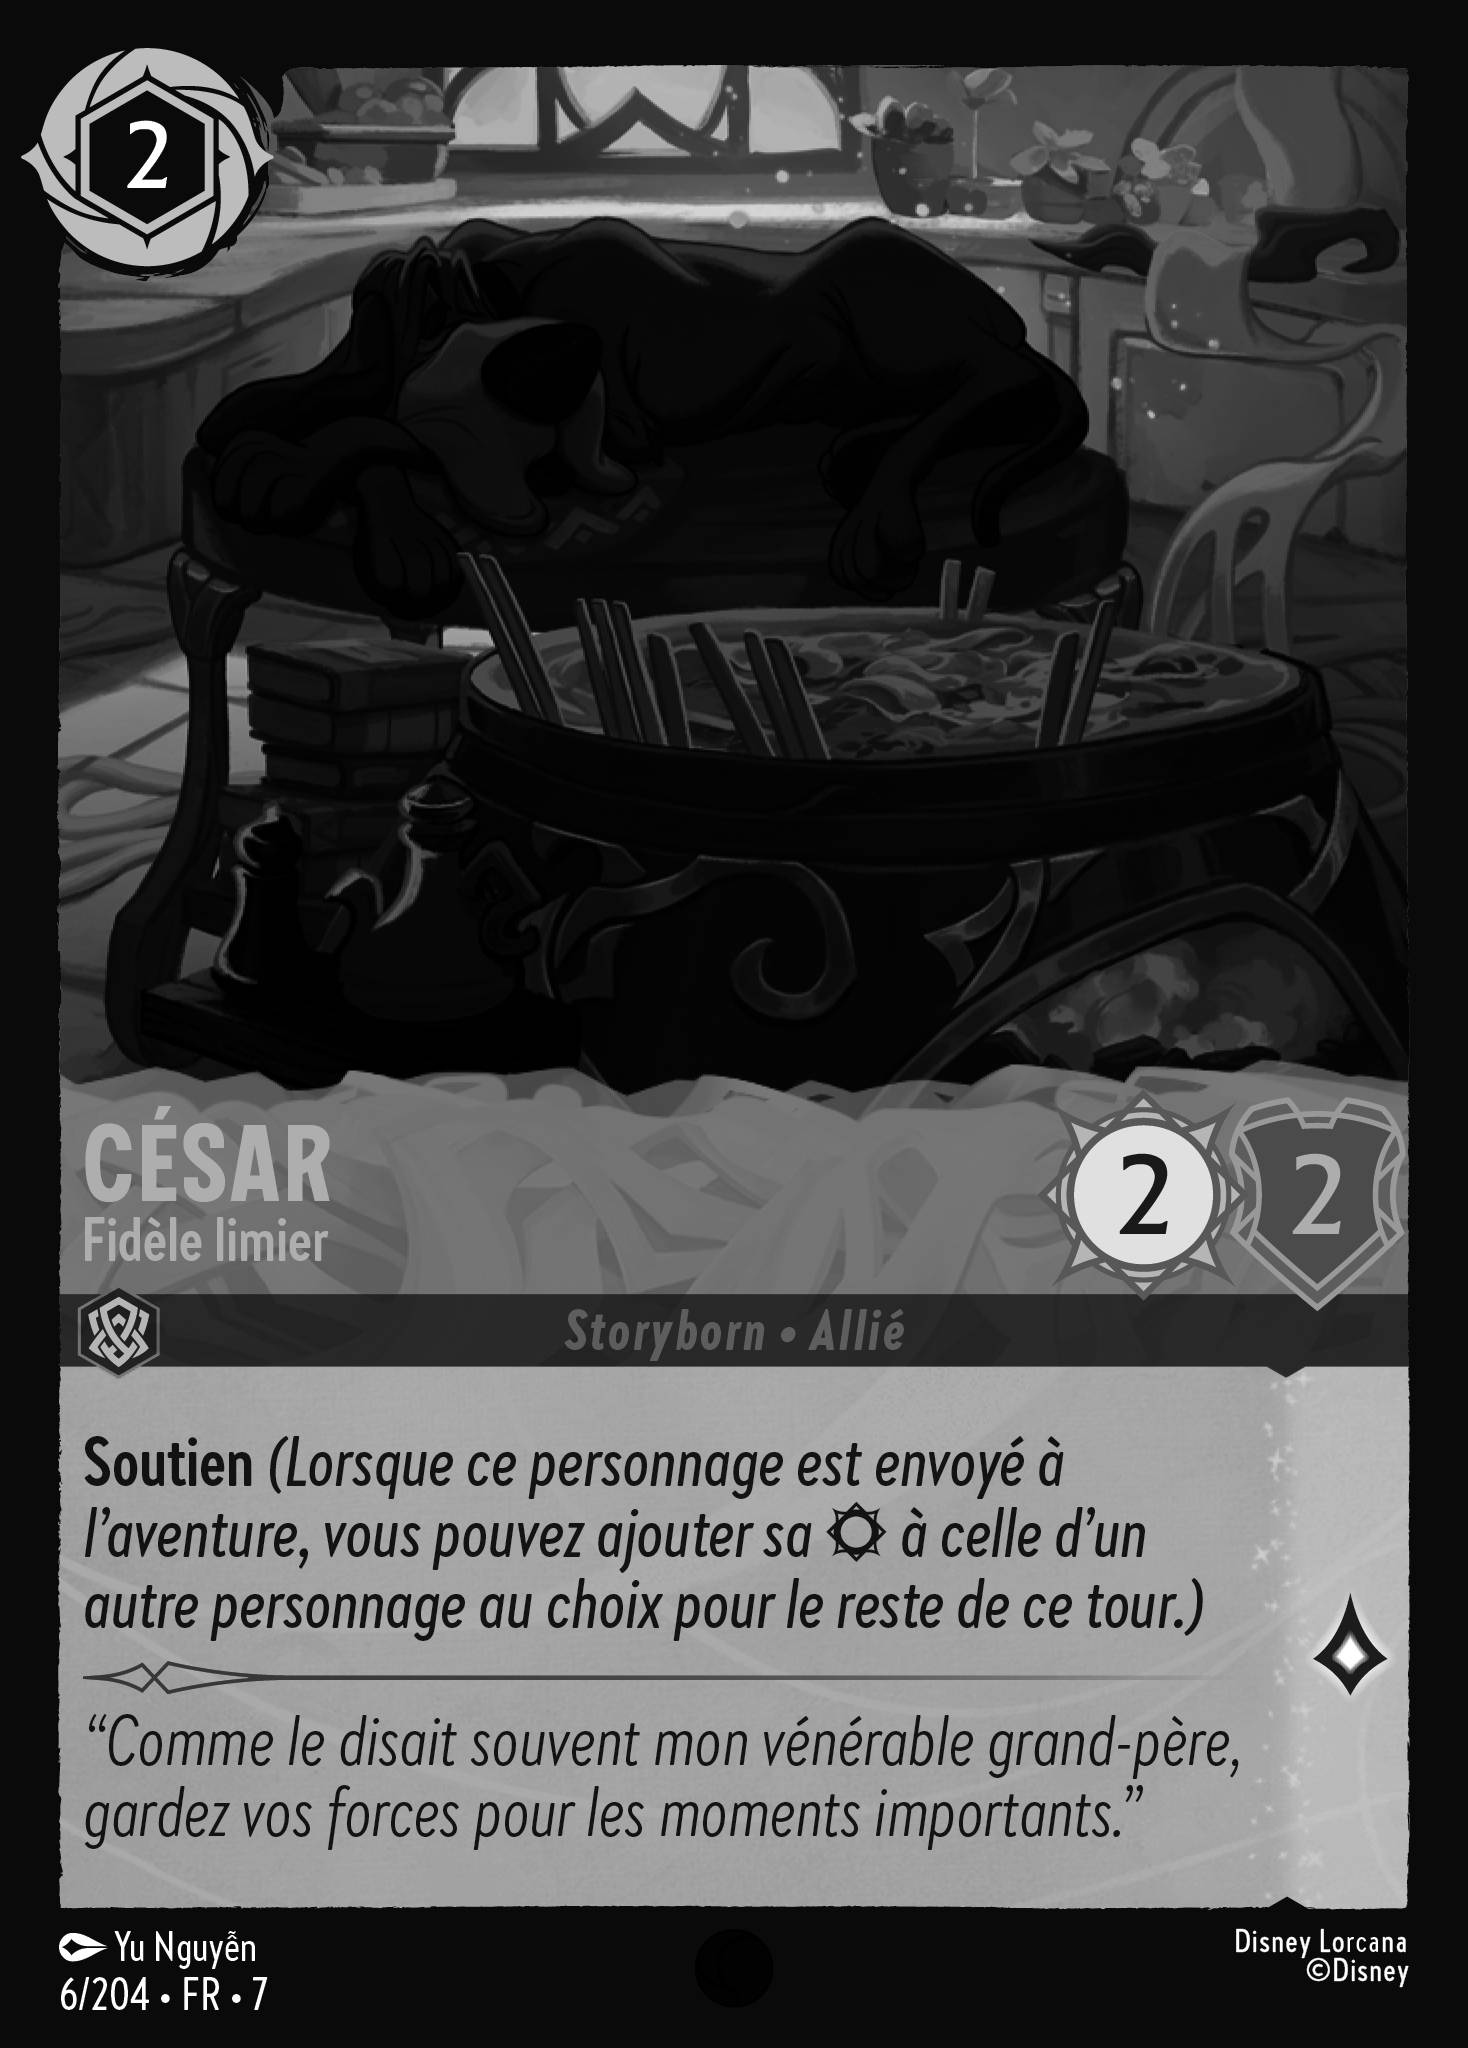 2
CÉSAR
Fidèle limier
2 2
Storyborn • Allié
Soutien (Lorsque ce personnage est envoyé à
l’aventure, vous pouvez ajouter sa à celle d’un
autre personnage au choix pour le reste de ce tour.)
“Comme le disait souvent mon vénérable grand-père,
gardez vos forces pour les moments importants.”
Yu Nguyễn
6/204 • FR • 7
Disney Lorcana
©Disney